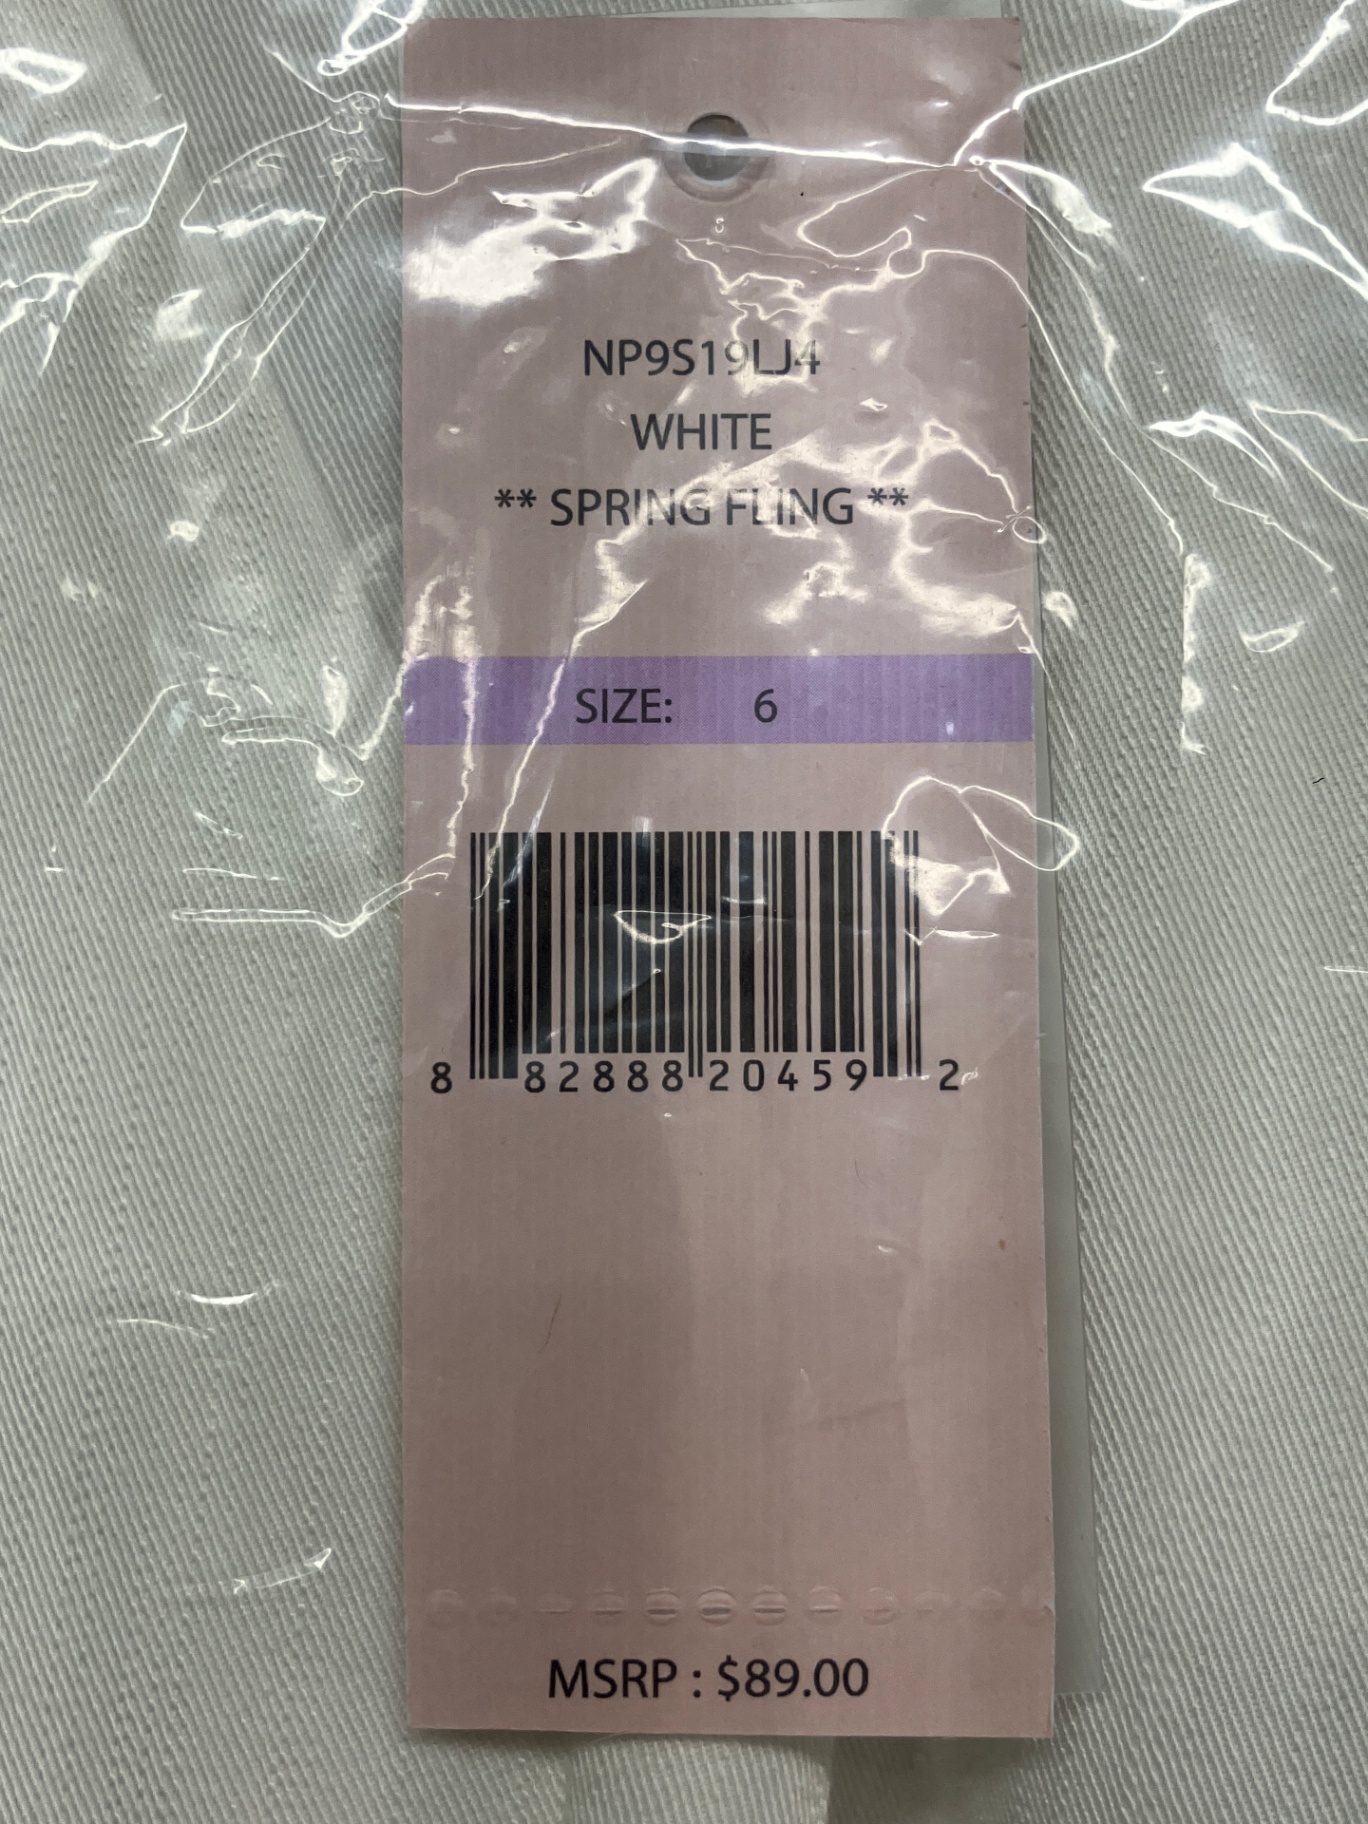 NP9S19LJ4
WHITE
** SPRING FLING **
SIZE: 6
8 82888 20459 2
MSRP : $89.00